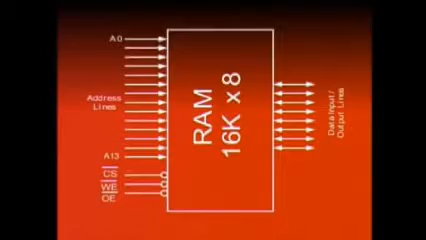 A0
Address
Lines
A13
CS
WE
OE
RAM
16K x 8
Data Input /
Output Lines